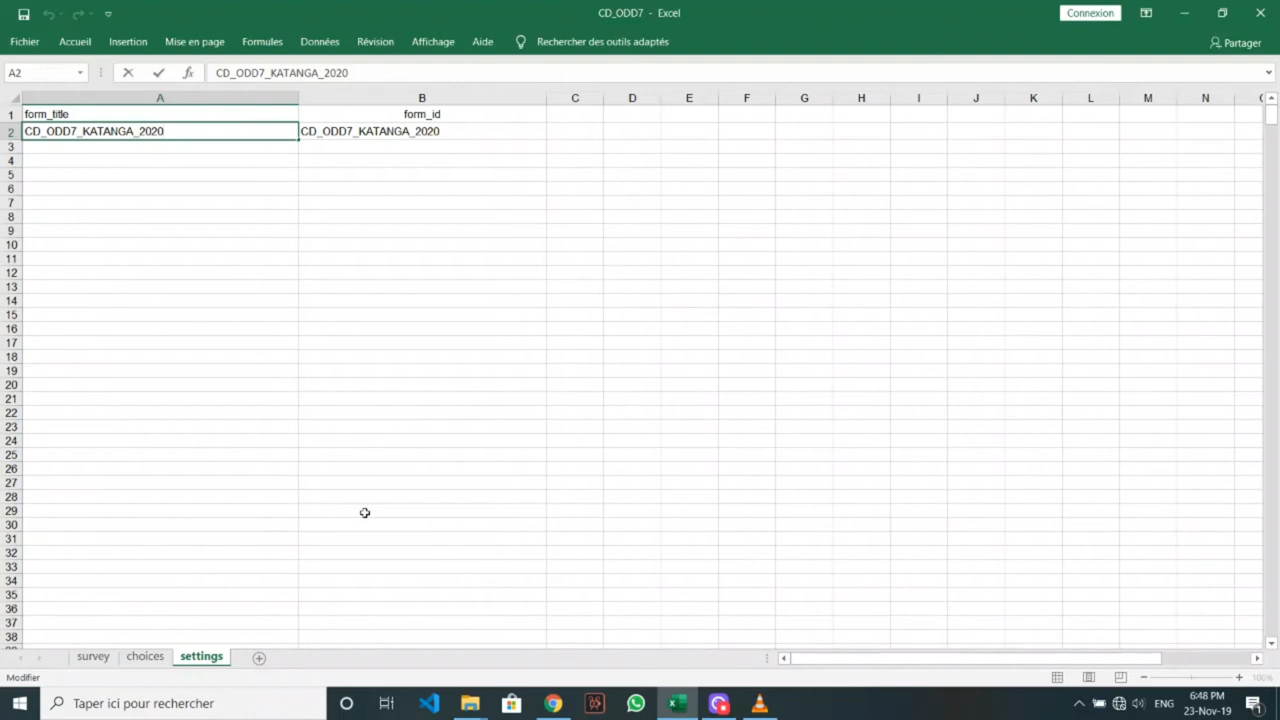 CD_ODD7 - Excel
Connexion
Fichier Accueil Insertion Mise en page Formules Données Révision Affichage Aide Rechercher des outils adaptés Partager
A2 fx CD_ODD7_KATANGA_2020
A B C D E F G H I J K L M N
1 form_title form_id
2 CD_ODD7_KATANGA_2020 CD_ODD7_KATANGA_2020
3
4
5
6
7
8
9
10
11
12
13
14
15
16
17
18
19
20
21
22
23
24
25
26
27
28
29
30
31
32
33
34
35
36
37
38
survey choices settings
Modifier 100%
Taper ici pour rechercher
ENG
6:48 PM
23-Nov-19
1